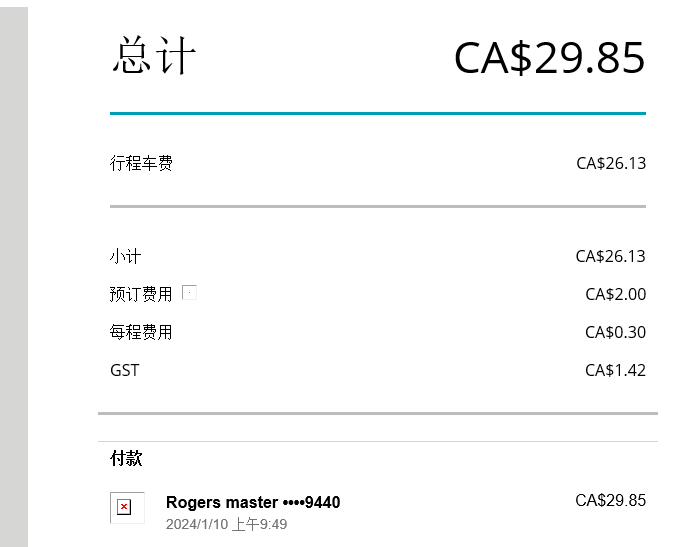 总计 CA$29.85
行程车费 CA$26.13
小计 CA$26.13
预订费用 CA$2.00
每程费用 CA$0.30
GST CA$1.42
付款
Rogers master ••••9440 CA$29.85
2024/1/10 上午9:49